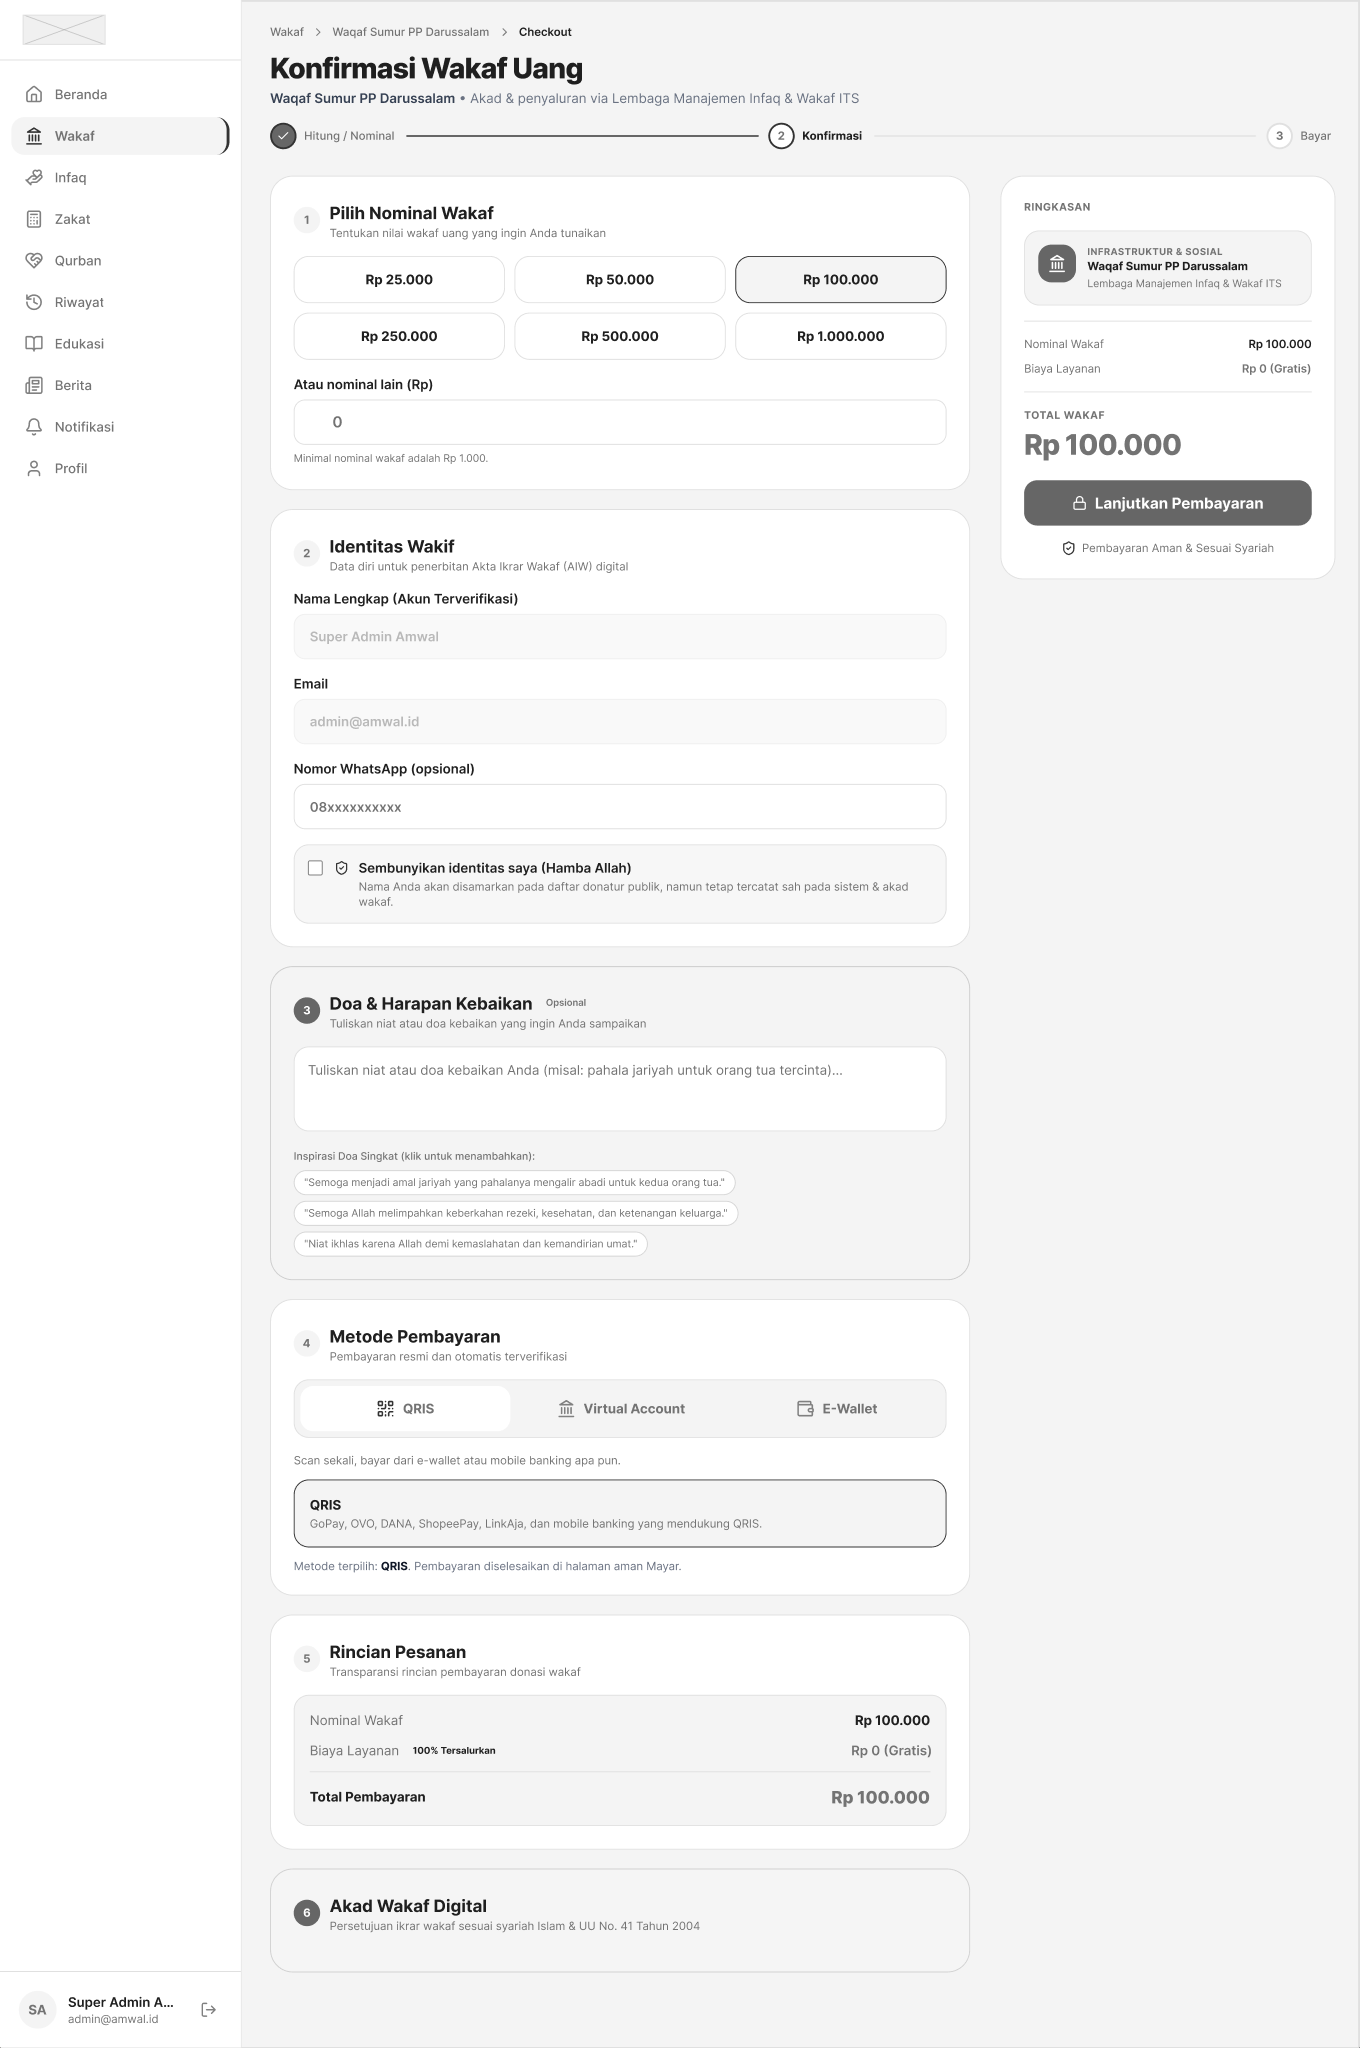 Beranda
Wakaf
Infaq
Zakat
Qurban
Riwayat
Edukasi
Berita
Notifikasi
Profil
SA
Super Admin A...
admin@amwal.id
Wakaf > Waqaf Sumur PP Darussalam > Checkout
Konfirmasi Wakaf Uang
Waqaf Sumur PP Darussalam • Akad & penyaluran via Lembaga Manajemen Infaq & Wakaf ITS
Hitung / Nominal
2 Konfirmasi
3 Bayar
1 Pilih Nominal Wakaf
Tentukan nilai wakaf uang yang ingin Anda tunaikan
Rp 25.000
Rp 50.000
Rp 100.000
Rp 250.000
Rp 500.000
Rp 1.000.000
Atau nominal lain (Rp)
0
Minimal nominal wakaf adalah Rp 1.000.
2 Identitas Wakif
Data diri untuk penerbitan Akta Ikrar Wakaf (AIW) digital
Nama Lengkap (Akun Terverifikasi)
Super Admin Amwal
Email
admin@amwal.id
Nomor WhatsApp (opsional)
08xxxxxxxxxx
Sembunyikan identitas saya (Hamba Allah)
Nama Anda akan disamarkan pada daftar donatur publik, namun tetap tercatat sah pada sistem & akad
wakaf.
3 Doa & Harapan Kebaikan Opsional
Tuliskan niat atau doa kebaikan yang ingin Anda sampaikan
Tuliskan niat atau doa kebaikan Anda (misal: pahala jariyah untuk orang tua tercinta)...
Inspirasi Doa Singkat (klik untuk menambahkan):
"Semoga menjadi amal jariyah yang pahalanya mengalir abadi untuk kedua orang tua."
"Semoga Allah melimpahkan keberkahan rezeki, kesehatan, dan ketenangan keluarga."
"Niat ikhlas karena Allah demi kemaslahatan dan kemandirian umat."
4 Metode Pembayaran
Pembayaran resmi dan otomatis terverifikasi
QRIS
Virtual Account
E-Wallet
Scan sekali, bayar dari e-wallet atau mobile banking apa pun.
QRIS
GoPay, OVO, DANA, ShopeePay, LinkAja, dan mobile banking yang mendukung QRIS.
Metode terpilih: QRIS. Pembayaran diselesaikan di halaman aman Mayar.
5 Rincian Pesanan
Transparansi rincian pembayaran donasi wakaf
Nominal Wakaf Rp 100.000
Biaya Layanan 100% Tersalurkan Rp 0 (Gratis)
Total Pembayaran Rp 100.000
6 Akad Wakaf Digital
Persetujuan ikrar wakaf sesuai syariah Islam & UU No. 41 Tahun 2004
RINGKASAN
INFRASTRUKTUR & SOSIAL
Waqaf Sumur PP Darussalam
Lembaga Manajemen Infaq & Wakaf ITS
Nominal Wakaf Rp 100.000
Biaya Layanan Rp 0 (Gratis)
TOTAL WAKAF
Rp 100.000
Lanjutkan Pembayaran
Pembayaran Aman & Sesuai Syariah